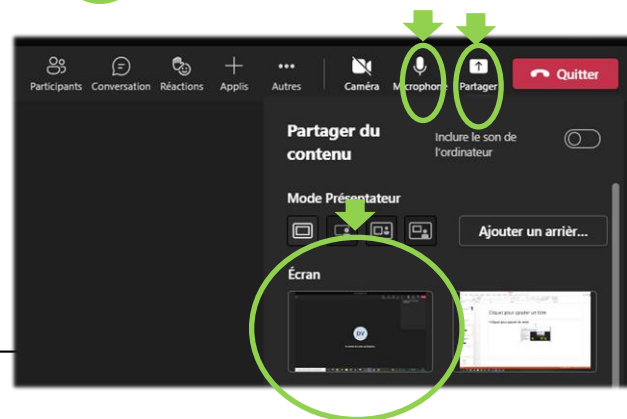 Participants Conversation Réactions Applis Autres Caméra Microphone Partager Quitter
Partager du contenu
Inclure le son de l'ordinateur
Mode Présentateur
Ajouter un arrièr...
Écran
DV
Cliquez pour ajouter un titre